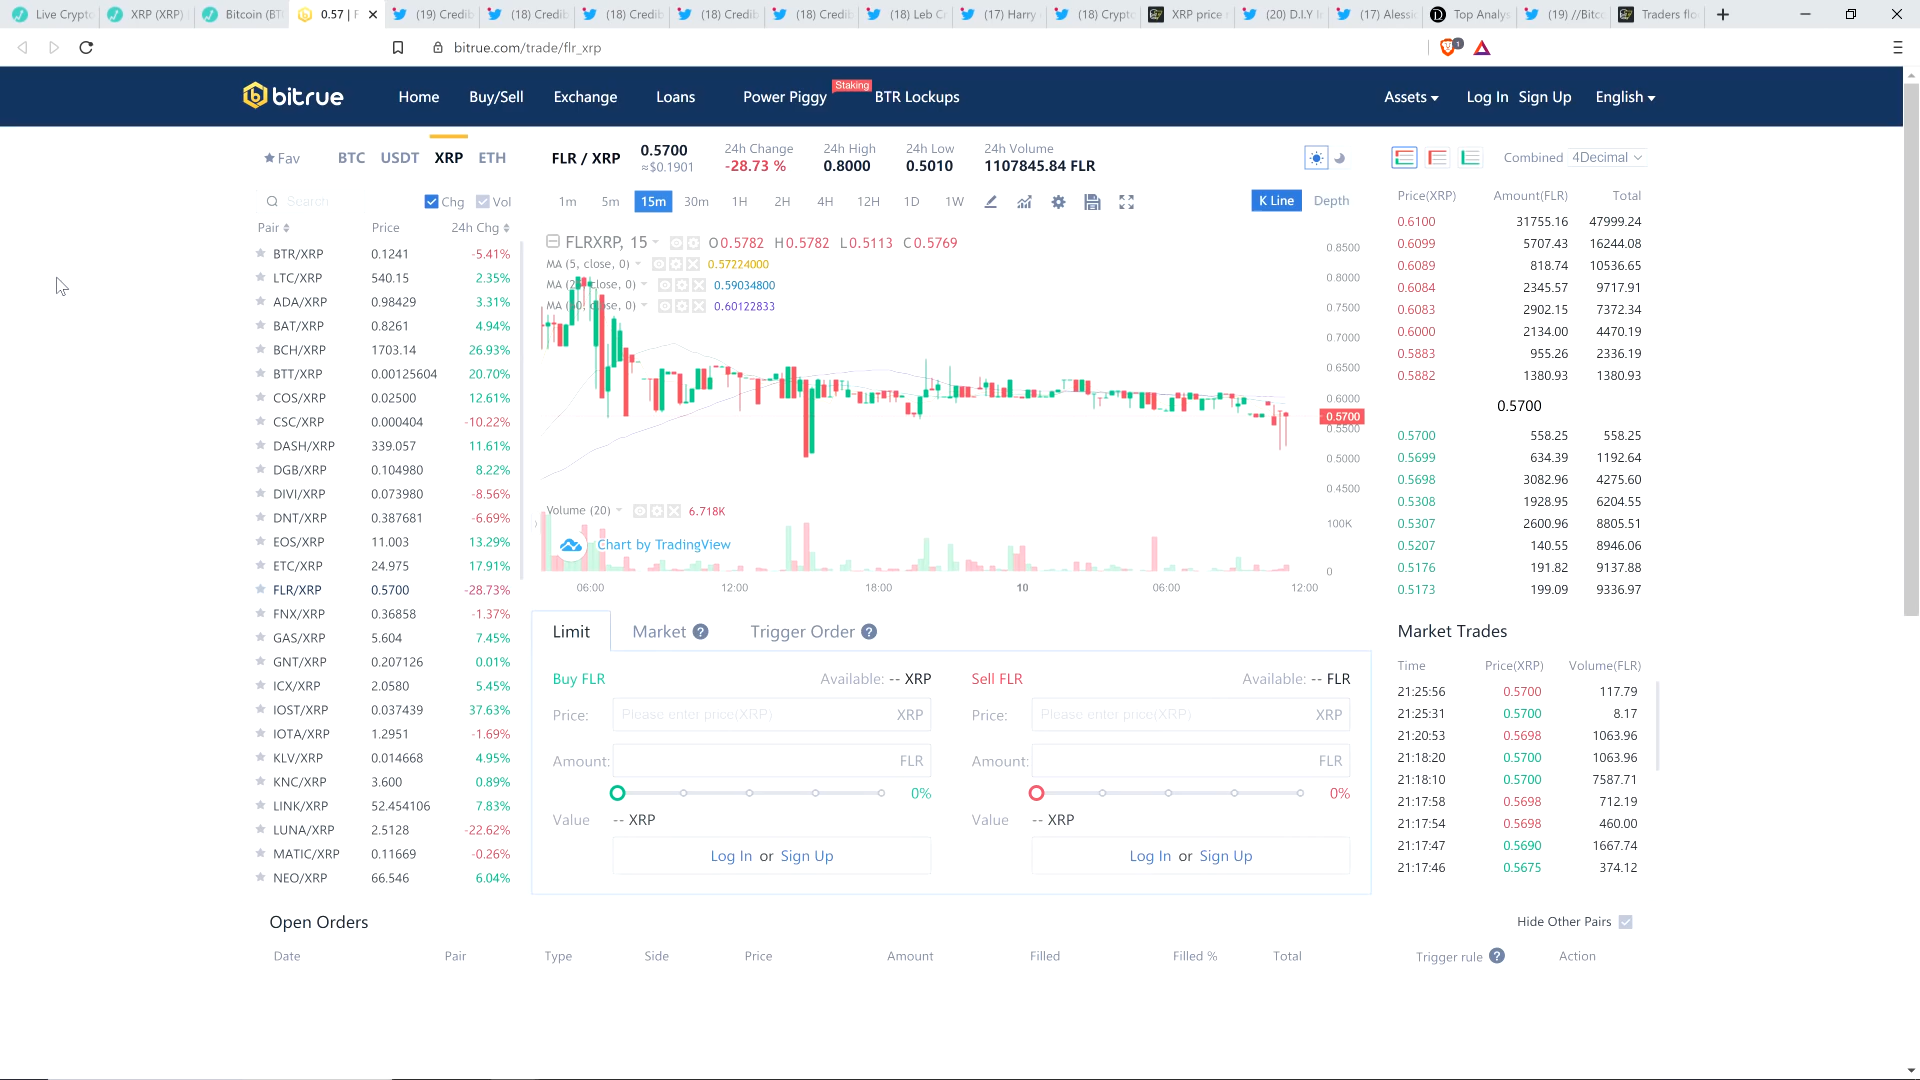 Live Crypto
XRP (XRP)
Bitcoin (BT
0.57 | F
(19) Credib
(18) Credib
(18) Credib
(18) Credib
(18) Credib
(18) Leb C
(17) Harry
(18) Crypto
XRP price
(20) D.I.Y I
(17) Alessi
Top Analys
(19) //Bitco
Traders flo
bitrue.com/trade/flr_xrp
1
bitrue
Home
Buy/Sell
Exchange
Loans
Power Piggy
Staking
BTR Lockups
Assets
Log In
Sign Up
English
Fav BTC USDT XRP ETH
FLR / XRP
0.5700
≈$0.1901
24h Change
-28.73 %
24h High
0.8000
24h Low
0.5010
24h Volume
1107845.84 FLR
Combined 4Decimal
Search Chg Vol
1m 5m 15m 30m 1H 2H 4H 12H 1D 1W
K Line Depth
Pair Price 24h Chg
BTR/XRP 0.1241 -5.41%
LTC/XRP 540.15 2.35%
ADA/XRP 0.98429 3.31%
BAT/XRP 0.8261 4.94%
BCH/XRP 1703.14 26.93%
BTT/XRP 0.00125604 20.70%
COS/XRP 0.02500 12.61%
CSC/XRP 0.000404 -10.22%
DASH/XRP 339.057 11.61%
DGB/XRP 0.104980 8.22%
DIVI/XRP 0.073980 -8.56%
DNT/XRP 0.387681 -6.69%
EOS/XRP 11.003 13.29%
ETC/XRP 24.975 17.91%
FLR/XRP 0.5700 -28.73%
FNX/XRP 0.36858 -1.37%
GAS/XRP 5.604 7.45%
GNT/XRP 0.207126 0.01%
ICX/XRP 2.0580 5.45%
IOST/XRP 0.037439 37.63%
IOTA/XRP 1.2951 -1.69%
KLV/XRP 0.014668 4.95%
KNC/XRP 3.600 0.89%
LINK/XRP 52.454106 7.83%
LUNA/XRP 2.5128 -22.62%
MATIC/XRP 0.11669 -0.26%
NEO/XRP 66.546 6.04%
FLRXRP, 15 O0.5782 H0.5782 L0.5113 C0.5769
MA (5, close, 0) 0.57224000
close, 0) 0.59034800
0.60122833
0.8500
0.8000
0.7500
0.7000
0.6500
0.6000
0.5700
0.5500
0.5000
0.4500
Volume (20) 6.718K
100K
Chart by TradingView
0
06:00 12:00 18:00 10 06:00 12:00
Limit
Market ?
Trigger Order ?
Buy FLR Available: -- XRP
Price: Please enter price(XRP) XRP
Amount: FLR
0%
Value -- XRP
Log In or Sign Up
Sell FLR Available: -- FLR
Price: Please enter price(XRP) XRP
Amount: FLR
0%
Value -- XRP
Log In or Sign Up
Price(XRP) Amount(FLR) Total
0.6100 31755.16 47999.24
0.6099 5707.43 16244.08
0.6089 818.74 10536.65
0.6084 2345.57 9717.91
0.6083 2902.15 7372.34
0.6000 2134.00 4470.19
0.5883 955.26 2336.19
0.5882 1380.93 1380.93
0.5700
0.5700 558.25 558.25
0.5699 634.39 1192.64
0.5698 3082.96 4275.60
0.5308 1928.95 6204.55
0.5307 2600.96 8805.51
0.5207 140.55 8946.06
0.5176 191.82 9137.88
0.5173 199.09 9336.97
Market Trades
Time Price(XRP) Volume(FLR)
21:25:56 0.5700 117.79
21:25:31 0.5700 8.17
21:20:53 0.5698 1063.96
21:18:20 0.5700 1063.96
21:18:10 0.5700 7587.71
21:17:58 0.5698 712.19
21:17:54 0.5698 460.00
21:17:47 0.5690 1667.74
21:17:46 0.5675 374.12
Open Orders
Hide Other Pairs
Date Pair Type Side Price Amount Filled Filled % Total Trigger rule ? Action